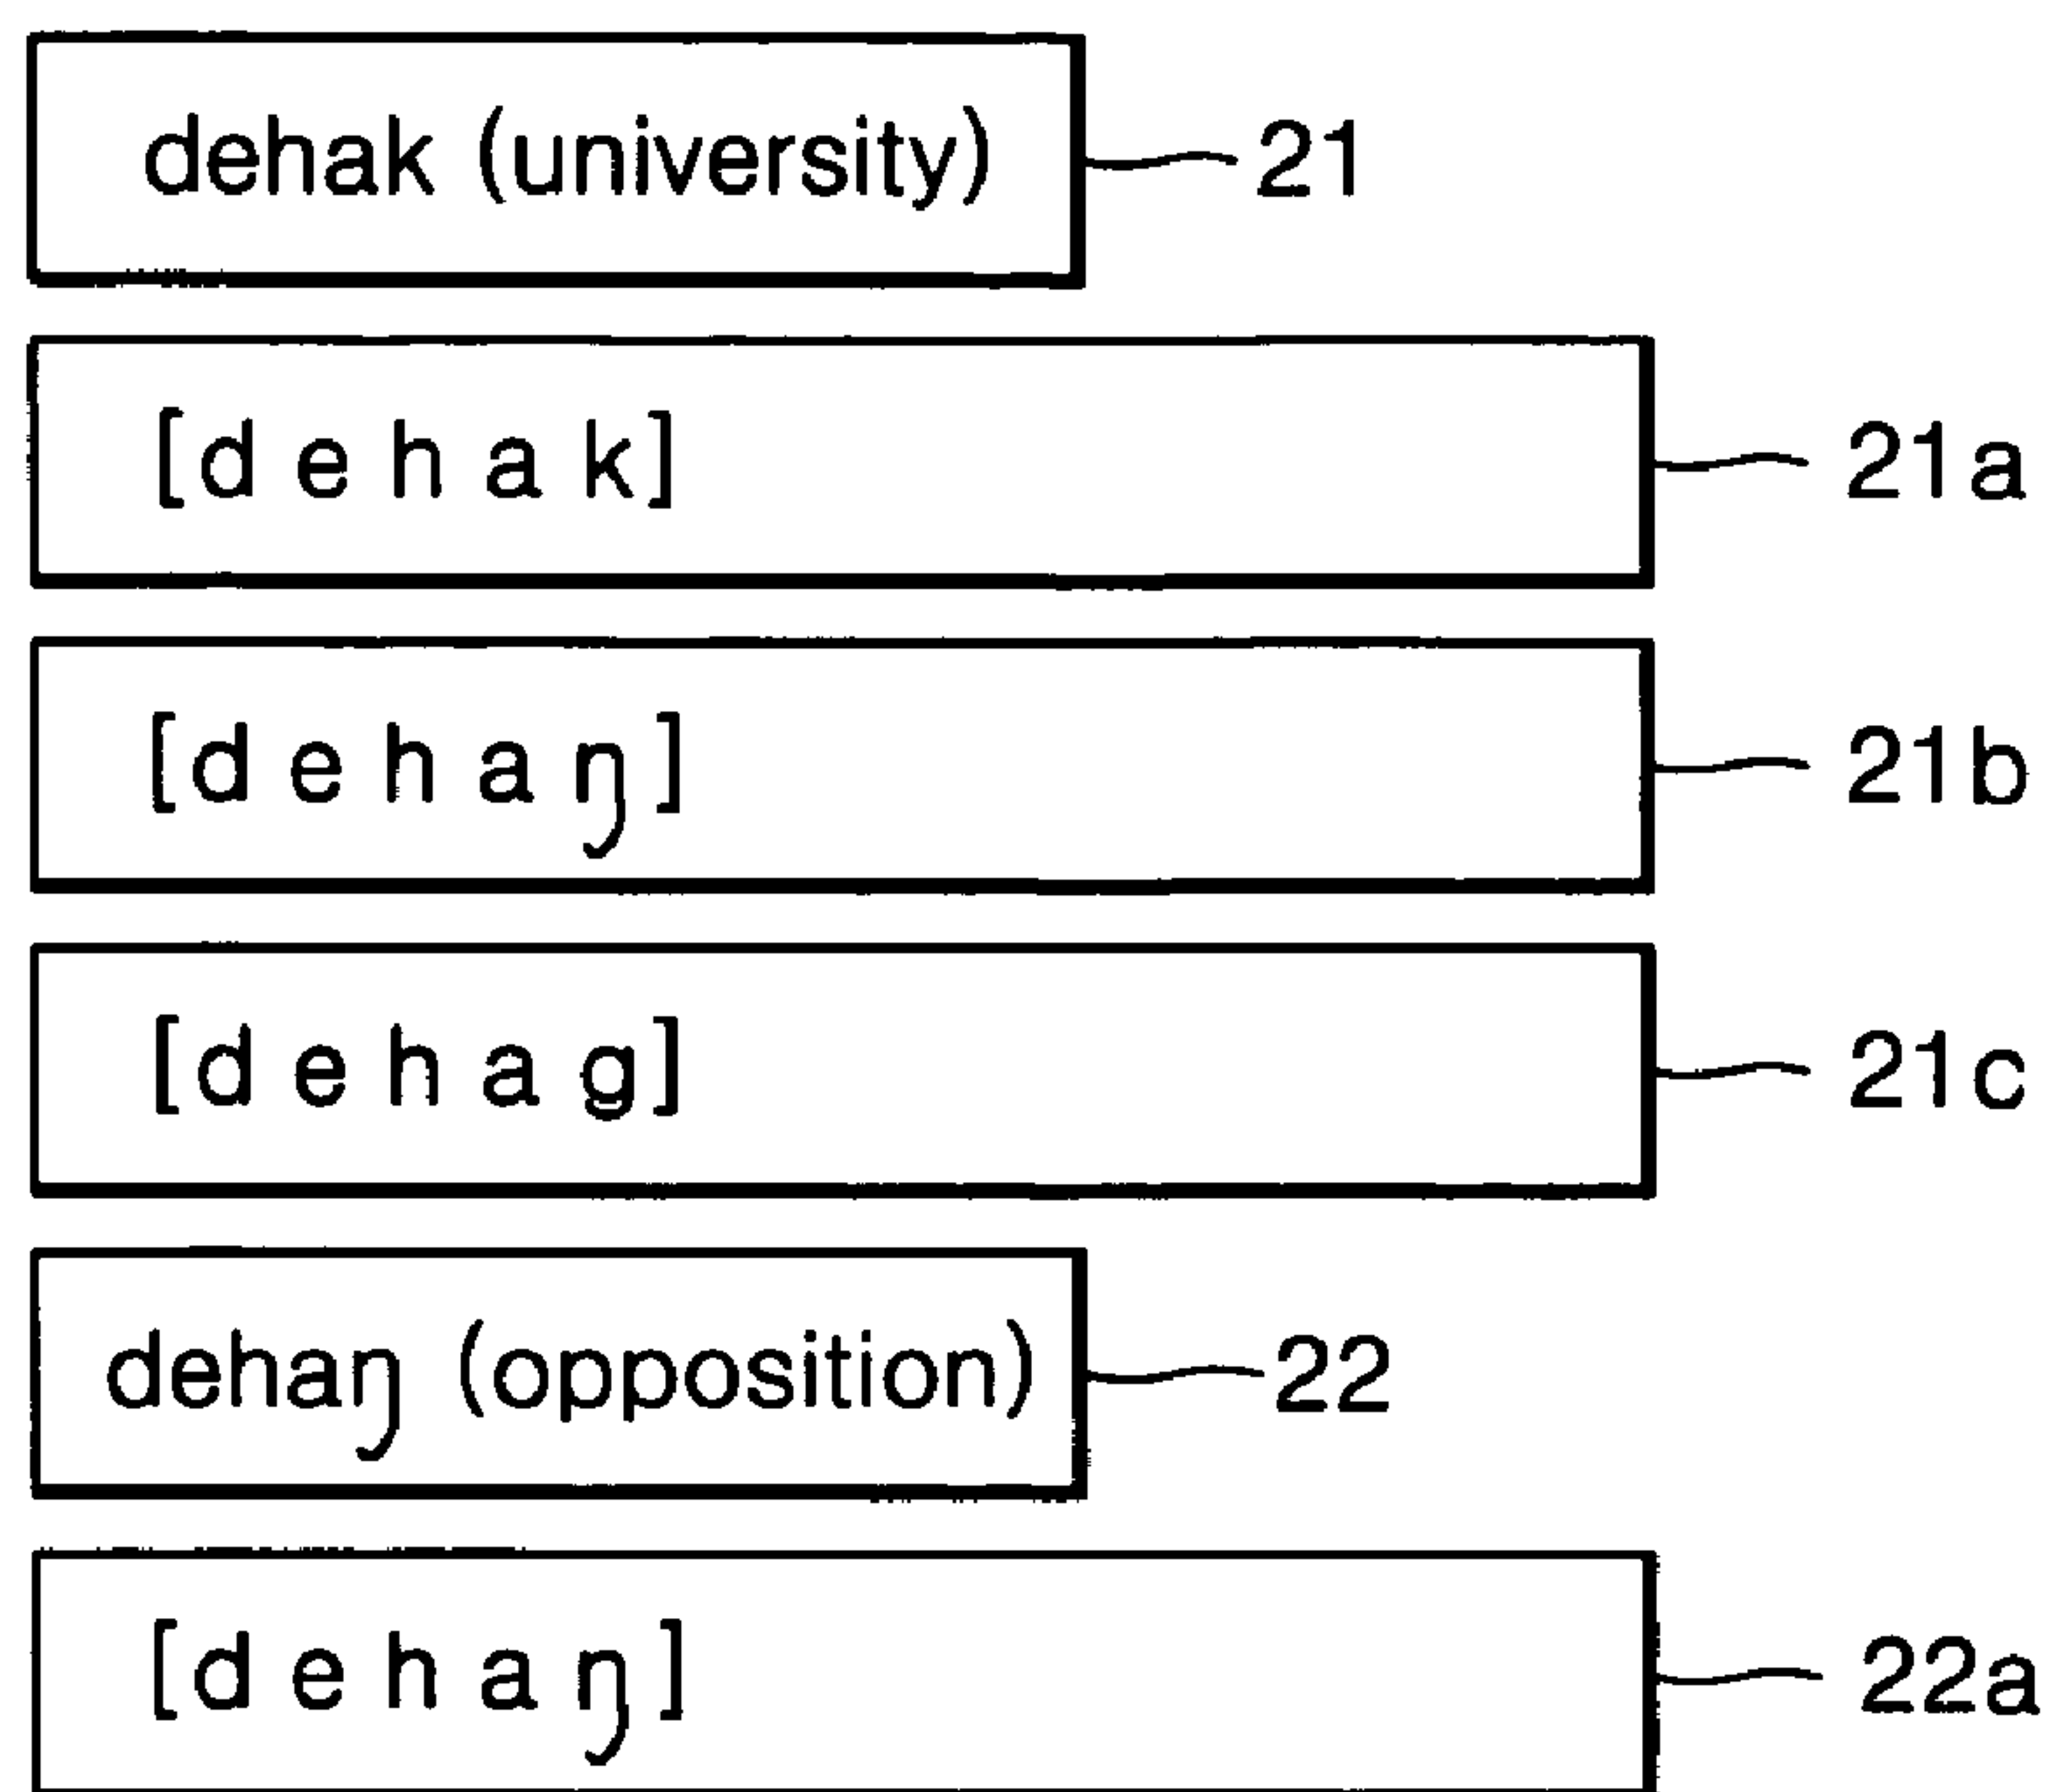 dehak (university) 21
[d e h a k] 21a
[d e h a ŋ] 21b
[d e h a g] 21c
dehaŋ (opposition) 22
[d e h a ŋ] 22a